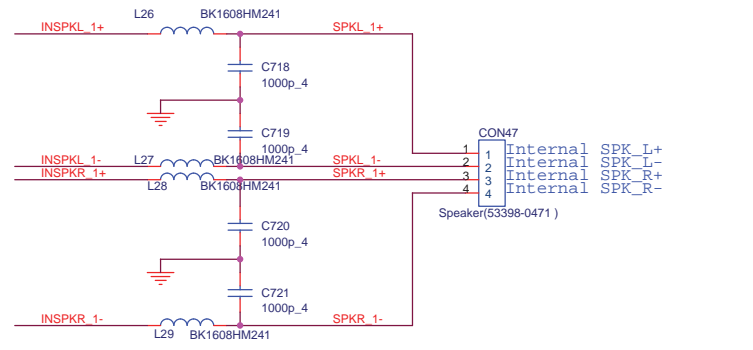 L26 BK1608HM241
INSPKL_1+ SPKL_1+
C718
1000p_4
C719
1000p_4
CON47
1 1 Internal SPK_L+
2 2 Internal SPK_L-
3 3 Internal SPK_R+
4 4 Internal SPK_R-
Speaker(53398-0471 )
INSPKL_1- L27 BK1608HM241 SPKL_1-
INSPKR_1+ SPKR_1+
L28 BK1608HM241
C720
1000p_4
C721
1000p_4
INSPKR_1- SPKR_1-
L29 BK1608HM241